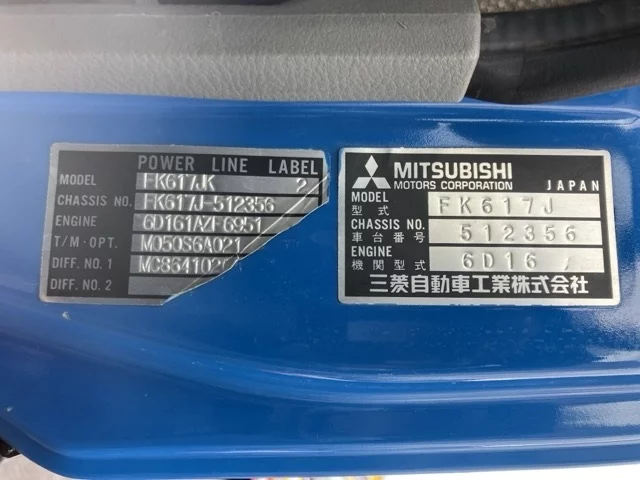 POWER LINE LABEL
MODEL FK617JK 2
CHASSIS NO. FK617J-512356
ENGINE 6D161AZF6951
T/M·OPT. M050S6A021
DIFF. NO. 1
DIFF. NO. 2
MITSUBISHI
MOTORS CORPORATION JAPAN
MODEL
型式 FK617J
CHASSIS NO.
車台番号 512356
ENGINE
機関型式 6D16
三菱自動車工業株式会社